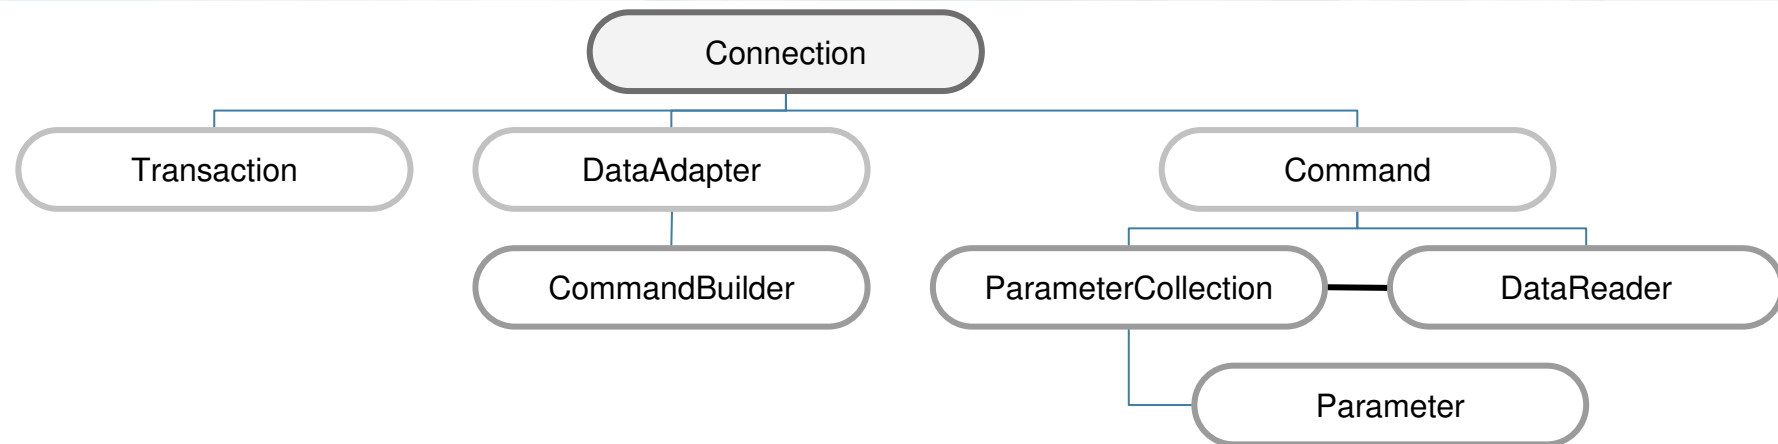 Connection
Transaction
DataAdapter
Command
CommandBuilder
ParameterCollection
DataReader
Parameter